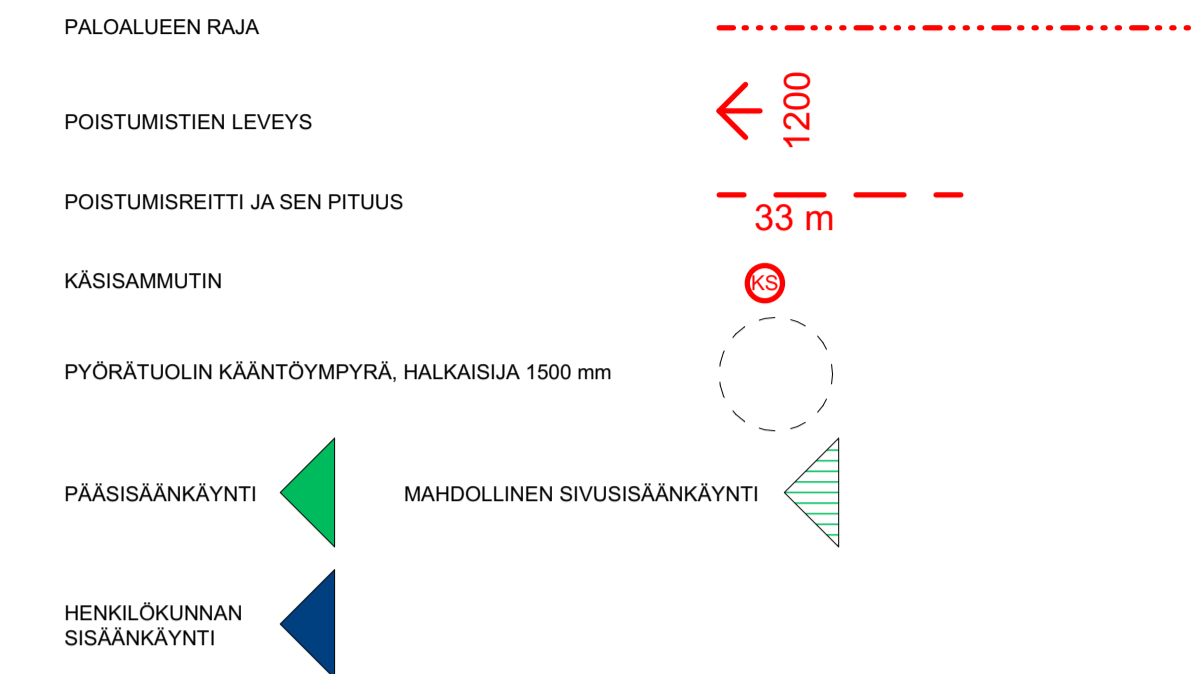 PALOALUEEN RAJA
POISTUMISTIEN LEVEYS
1200
POISTUMISREITTI JA SEN PITUUS
33 m
KÄSISAMMUTIN
KS
PYÖRÄTUOLIN KÄÄNTÖYMPYRÄ, HALKAISIJA 1500 mm
PÄÄSISÄÄNKÄYNTI
MAHDOLLINEN SIVUSISÄÄNKÄYNTI
HENKILÖKUNNAN
SISÄÄNKÄYNTI